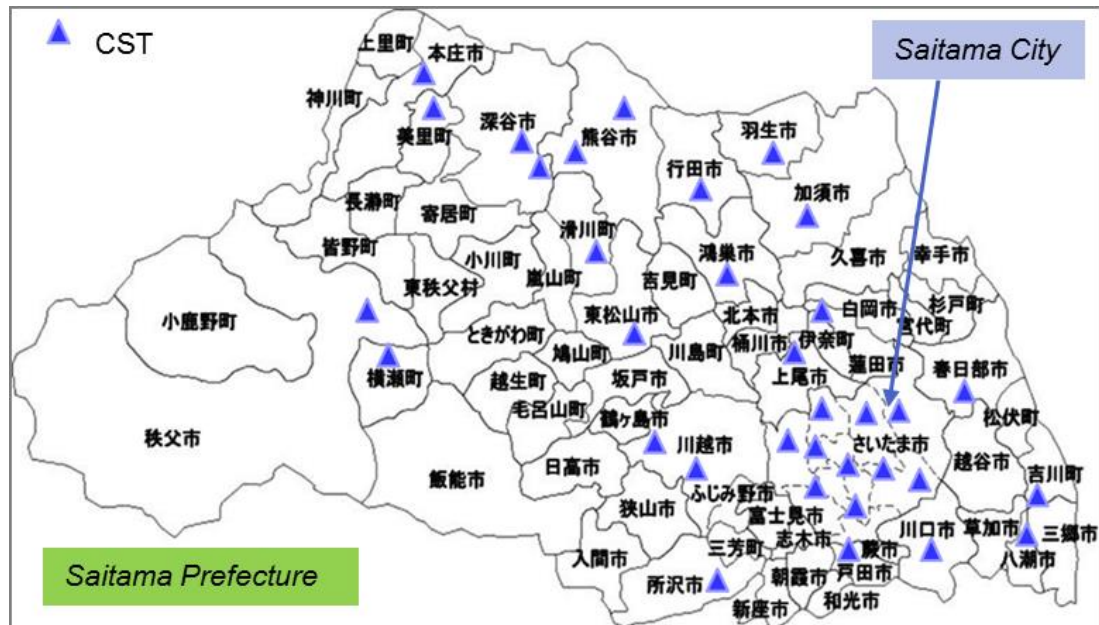 CST
Saitama City
上里町
本庄市
神川町
美里町
深谷市
熊谷市
羽生市
行田市
加須市
長瀞町
寄居町
滑川町
鴻巣市
久喜市
幸手市
皆野町
小川町
嵐山町
吉見町
東秩父村
小鹿野町
東松山市
北本市
白岡市
杉戸町
宮代町
ときがわ町
鳩山町
川島町
桶川市
伊奈町
蓮田市
横瀬町
越生町
坂戸市
上尾市
春日部市
毛呂山町
鶴ヶ島市
松伏町
秩父市
川越市
さいたま市
飯能市
日高市
越谷市
吉川町
ふじみ野市
狭山市
富士見市
川口市
草加市
三郷市
志木市
入間市
三芳町
蕨市
八潮市
所沢市
朝霞市
戸田市
新座市
和光市
Saitama Prefecture